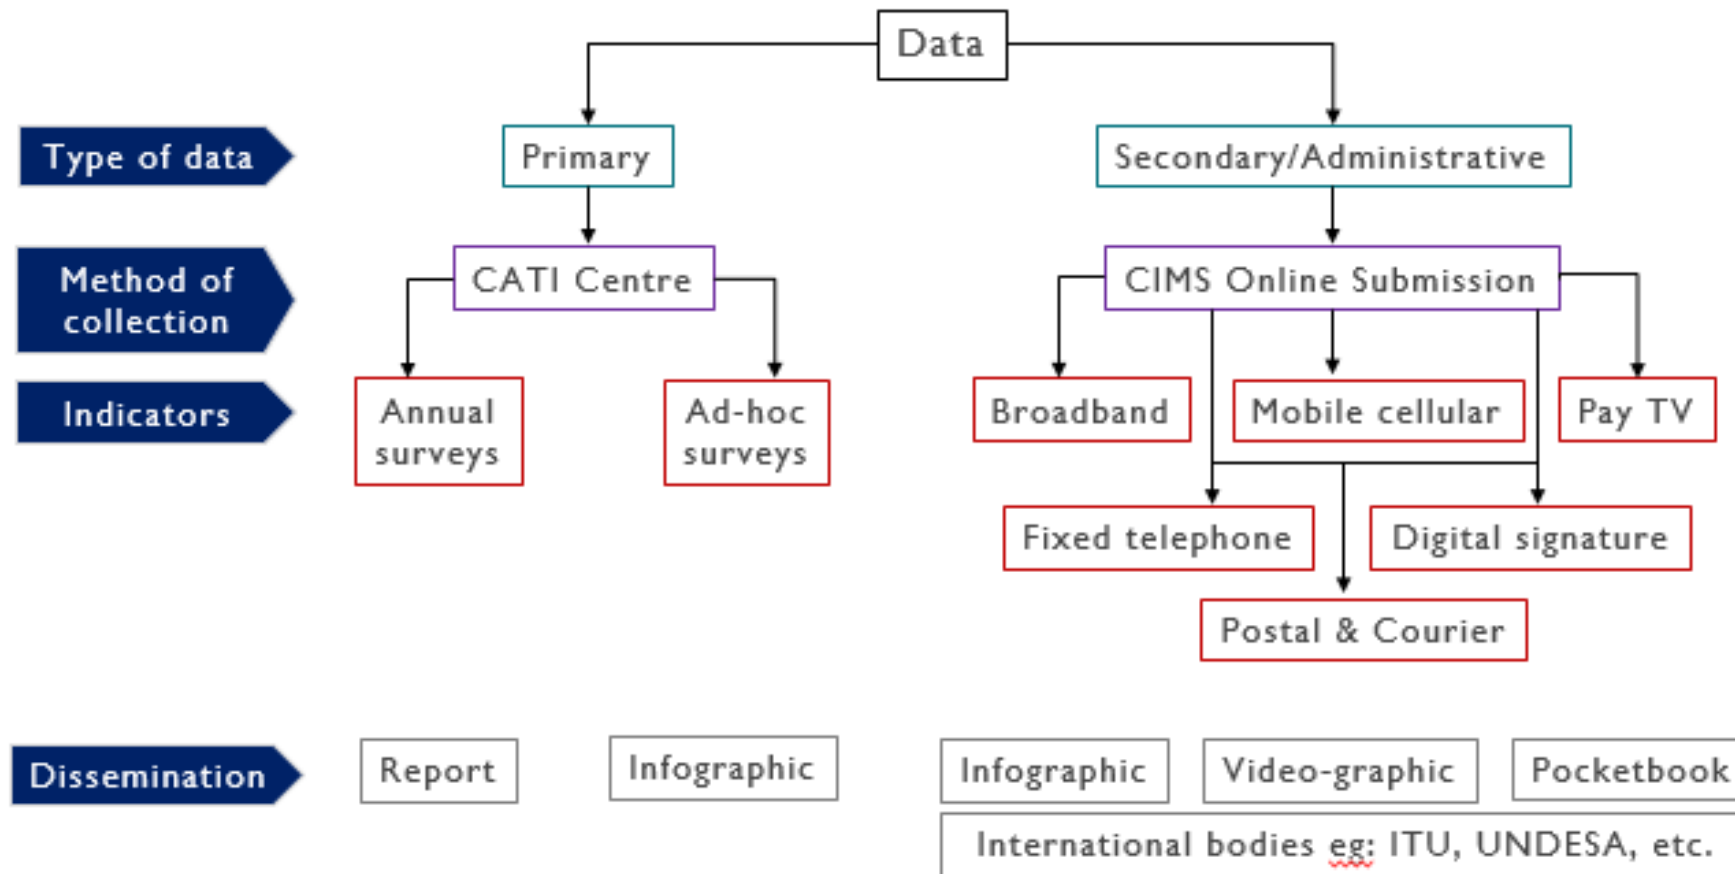 Data
Type of data
Primary
Secondary/Administrative
Method of
collection
CATI Centre
CIMS Online Submission
Indicators
Annual
surveys
Ad-hoc
surveys
Broadband
Mobile cellular
Pay TV
Fixed telephone
Digital signature
Postal & Courier
Dissemination
Report
Infographic
Infographic
Video-graphic
Pocketbook
International bodies eg: ITU, UNDESA, etc.